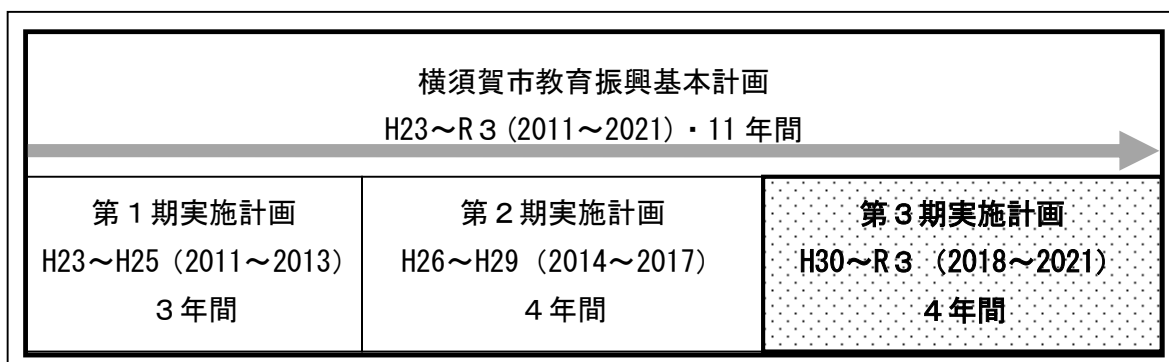 横須賀市教育振興基本計画
H23～R３(2011～2021)・11 年間
第１期実施計画
H23～H25（2011～2013）
３年間
第２期実施計画
H26～H29（2014～2017）
４年間
第３期実施計画
H30～R３（2018～2021）
４年間